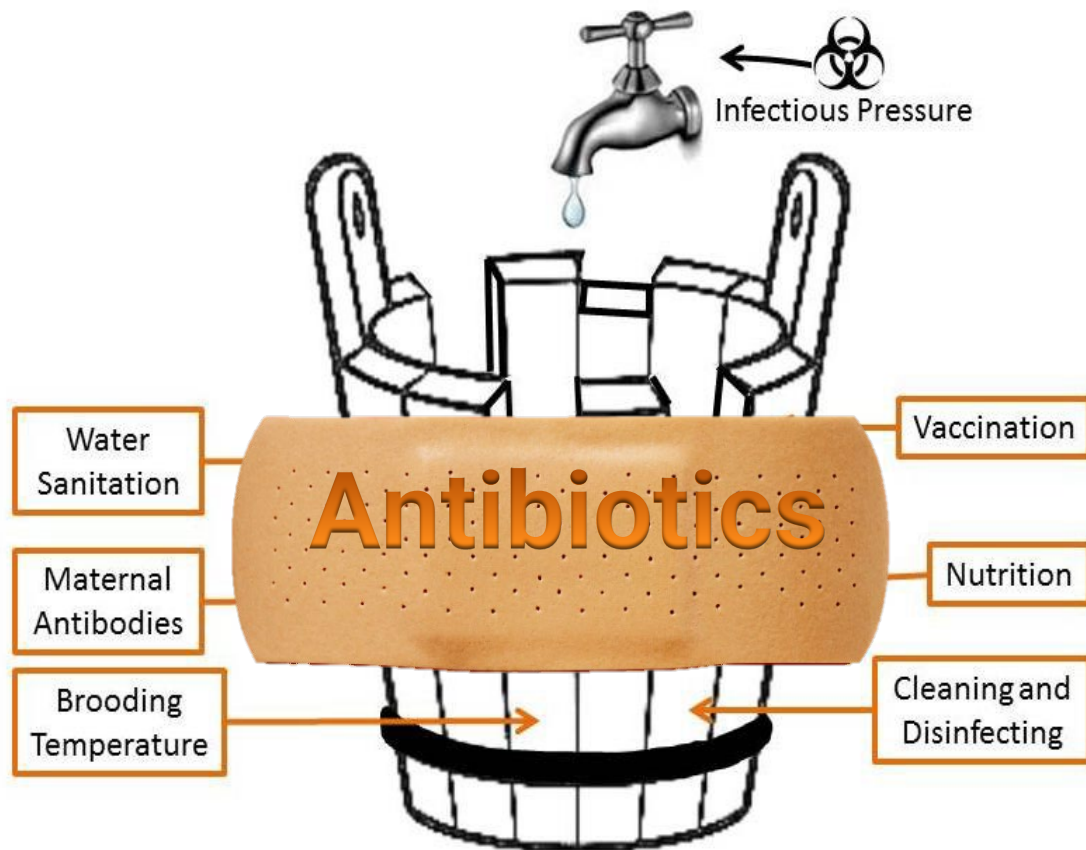 Infectious Pressure
Water
Sanitation
Vaccination
Antibiotics
Maternal
Antibodies
Nutrition
Brooding
Temperature
Cleaning and
Disinfecting